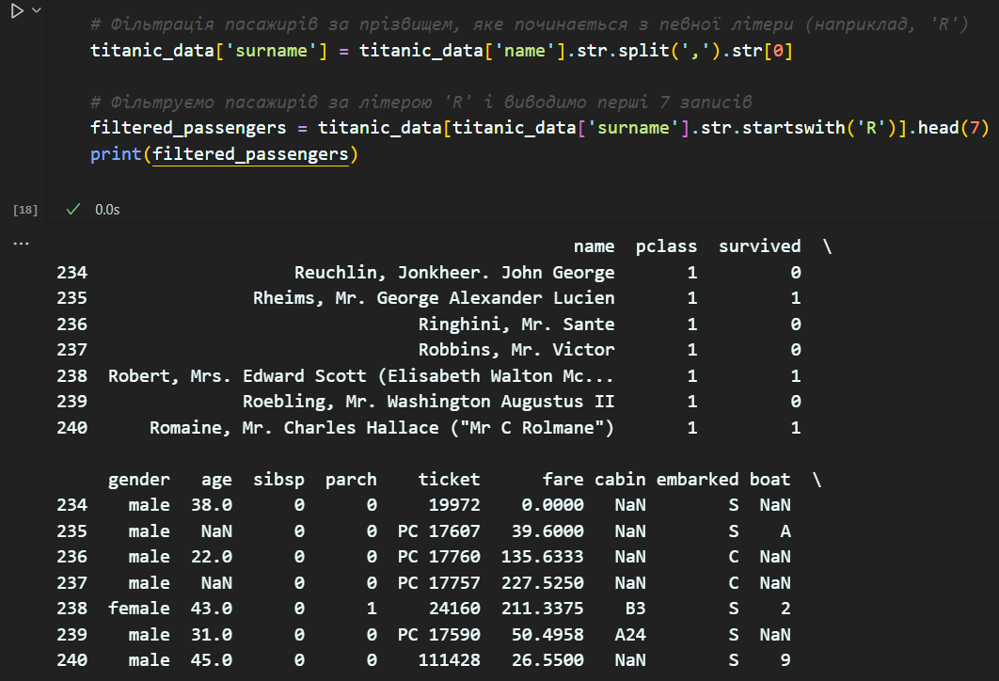 # Фільтрація пасажирів за прізвищем, яке починається з певної літери (наприклад, 'R')
titanic_data['surname'] = titanic_data['name'].str.split(',').str[0]
# Фільтруємо пасажирів за літерою 'R' і виводимо перші 7 записів
filtered_passengers = titanic_data[titanic_data['surname'].str.startswith('R')].head(7)
print(filtered_passengers)
[18] ✓ 0.0s
...
name pclass survived \
234 Reuchlin, Jonkheer. John George 1 0
235 Rheims, Mr. George Alexander Lucien 1 1
236 Ringhini, Mr. Sante 1 0
237 Robbins, Mr. Victor 1 0
238 Robert, Mrs. Edward Scott (Elisabeth Walton Mc... 1 1
239 Roebling, Mr. Washington Augustus II 1 0
240 Romaine, Mr. Charles Hallace ("Mr C Rolmane") 1 1
gender age sibsp parch ticket fare cabin embarked boat \
234 male 38.0 0 0 19972 0.0000 NaN S NaN
235 male NaN 0 0 PC 17607 39.6000 NaN S A
236 male 22.0 0 0 PC 17760 135.6333 NaN C NaN
237 male NaN 0 0 PC 17757 227.5250 NaN C NaN
238 female 43.0 0 1 24160 211.3375 B3 S 2
239 male 31.0 0 0 PC 17590 50.4958 A24 S NaN
240 male 45.0 0 0 111428 26.5500 NaN S 9